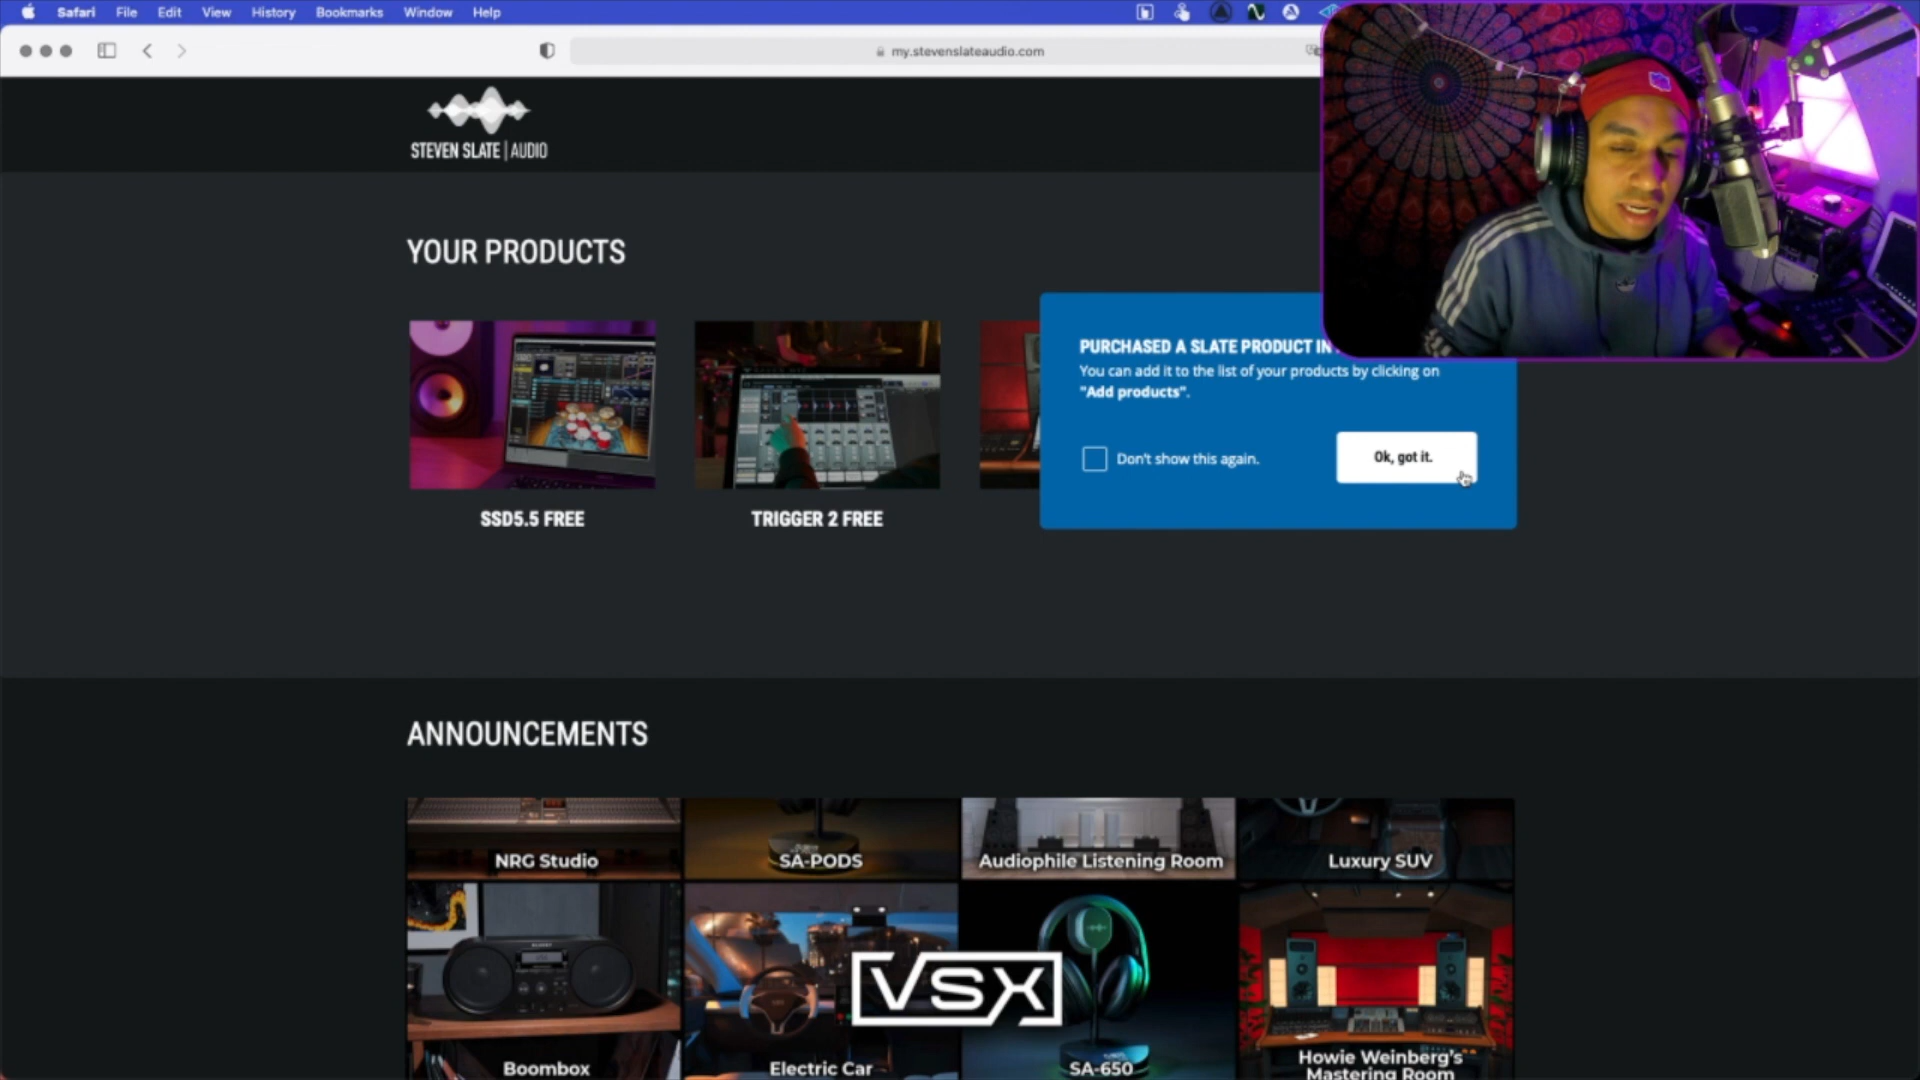 Safari File Edit View History Bookmarks Window Help
my.stevenslateaudio.com
STEVEN SLATE | AUDIO
YOUR PRODUCTS
PURCHASED A SLATE PRODUCT IN
You can add it to the list of your products by clicking on
"Add products".
Don't show this again.
Ok, got it.
SSD5.5 FREE
TRIGGER 2 FREE
ANNOUNCEMENTS
NRG Studio
SA-PODS
Audiophile Listening Room
Luxury SUV
VSX
Boombox
Electric Car
SA-650
Howie Weinberg's
Mastering Room